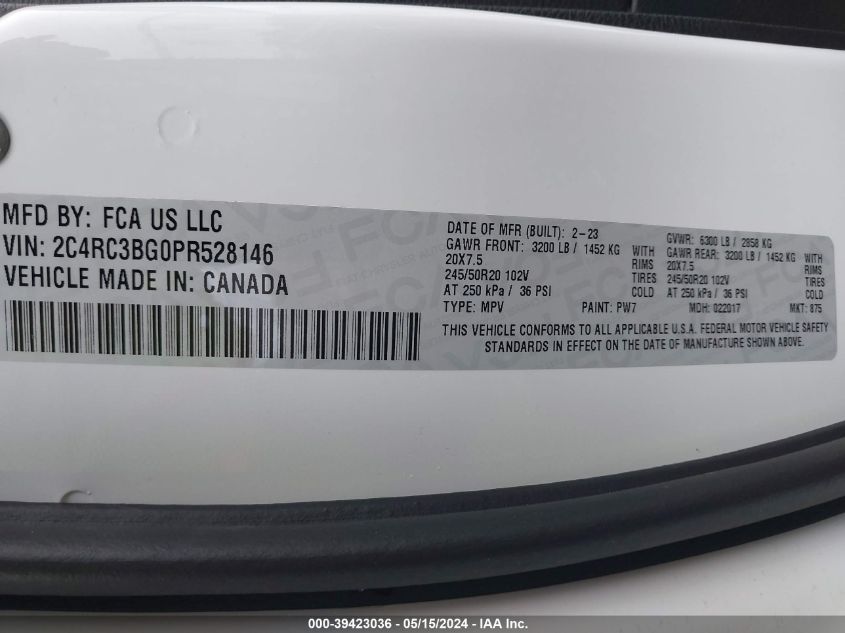 MFD BY: FCA US LLC
VIN: 2C4RC3BG0PR528146
VEHICLE MADE IN: CANADA
DATE OF MFR (BUILT): 2-23
GAWR FRONT: 3200 LB / 1452 KG WITH
20X7.5 RIMS
245/50R20 102V TIRES
AT 250 kPa / 36 PSI COLD
TYPE: MPV PAINT: PW7
GVWR: 6300 LB / 2858 KG
GAWR REAR: 3200 LB / 1452 KG WITH
20X7.5 RIMS
245/50R20 102V TIRES
AT 250 kPa / 36 PSI COLD
MDH: 022017 MKT: 875
THIS VEHICLE CONFORMS TO ALL APPLICABLE U.S.A. FEDERAL MOTOR VEHICLE SAFETY
STANDARDS IN EFFECT ON THE DATE OF MANUFACTURE SHOWN ABOVE.
000-39423036 - 05/15/2024 - IAA Inc.